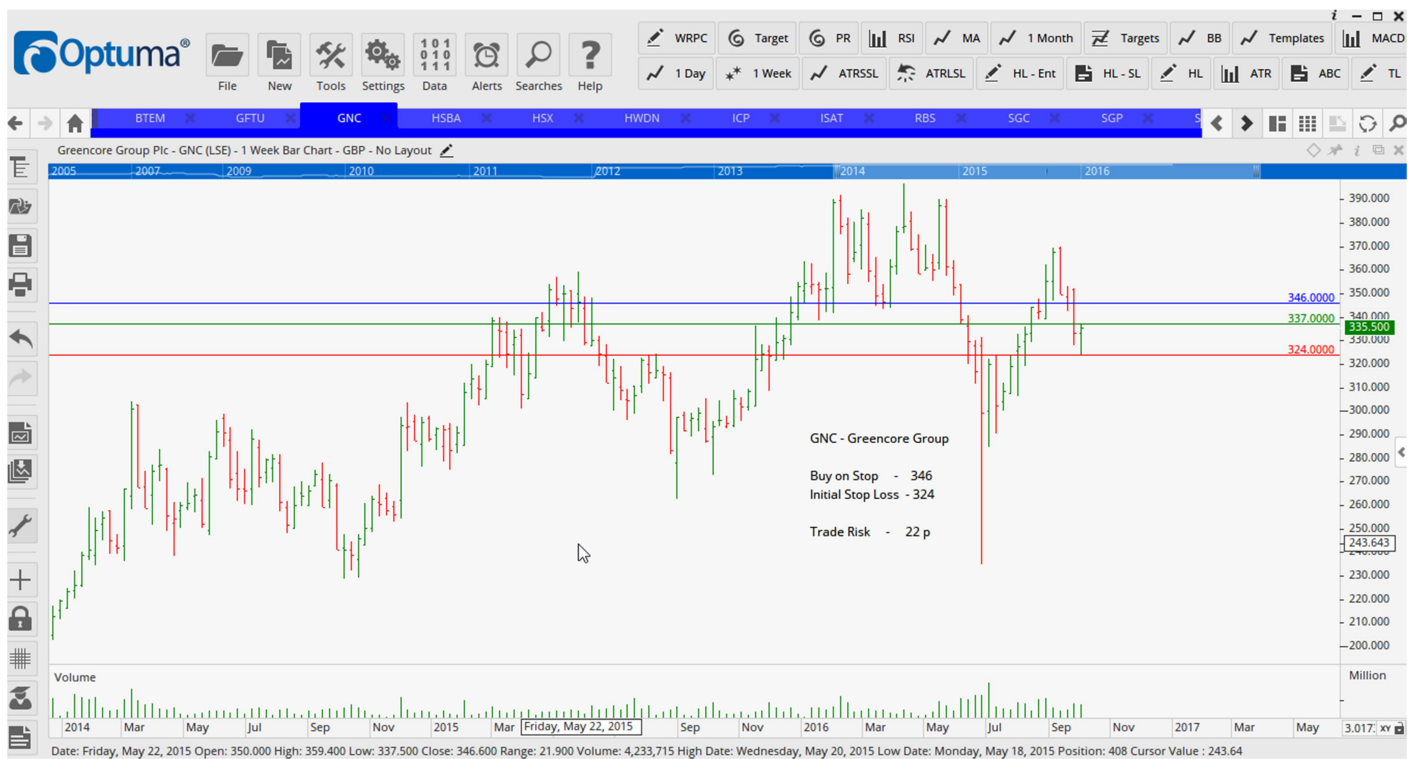 Optuma®
File New Tools Settings Data Alerts Searches Help
WRPC Target PR RSI MA 1 Month Targets BB Templates MACD
1 Day 1 Week ATRSSL ATRLSL HL - Ent HL - SL HL ATR ABC TL
BTEM GFTU GNC HSBA HSX HWDN ICP ISAT RBS SGC SGP S
Greencore Group Plc - GNC (LSE) - 1 Week Bar Chart - GBP - No Layout
2005 2007 2009 2010 2011 2012 2013 2014 2015 2016
390.000
380.000
370.000
360.000
350.000
346.0000
340.000
337.0000
335.500
330.000
324.0000
320.000
310.000
300.000
290.000
280.000
270.000
260.000
250.000
243.643
230.000
220.000
210.000
200.000
GNC - Greencore Group
Buy on Stop - 346
Initial Stop Loss - 324
Trade Risk - 22 p
Volume
Million
2014 Mar May Jul Sep Nov 2015 Mar Friday, May 22, 2015 Sep Nov 2016 Mar May Jul Sep Nov 2017 Mar May 3.017 XY
Date: Friday, May 22, 2015 Open: 350.000 High: 359.400 Low: 337.500 Close: 346.600 Range: 21.900 Volume: 4,233,715 High Date: Wednesday, May 20, 2015 Low Date: Monday, May 18, 2015 Position: 408 Cursor Value : 243.64